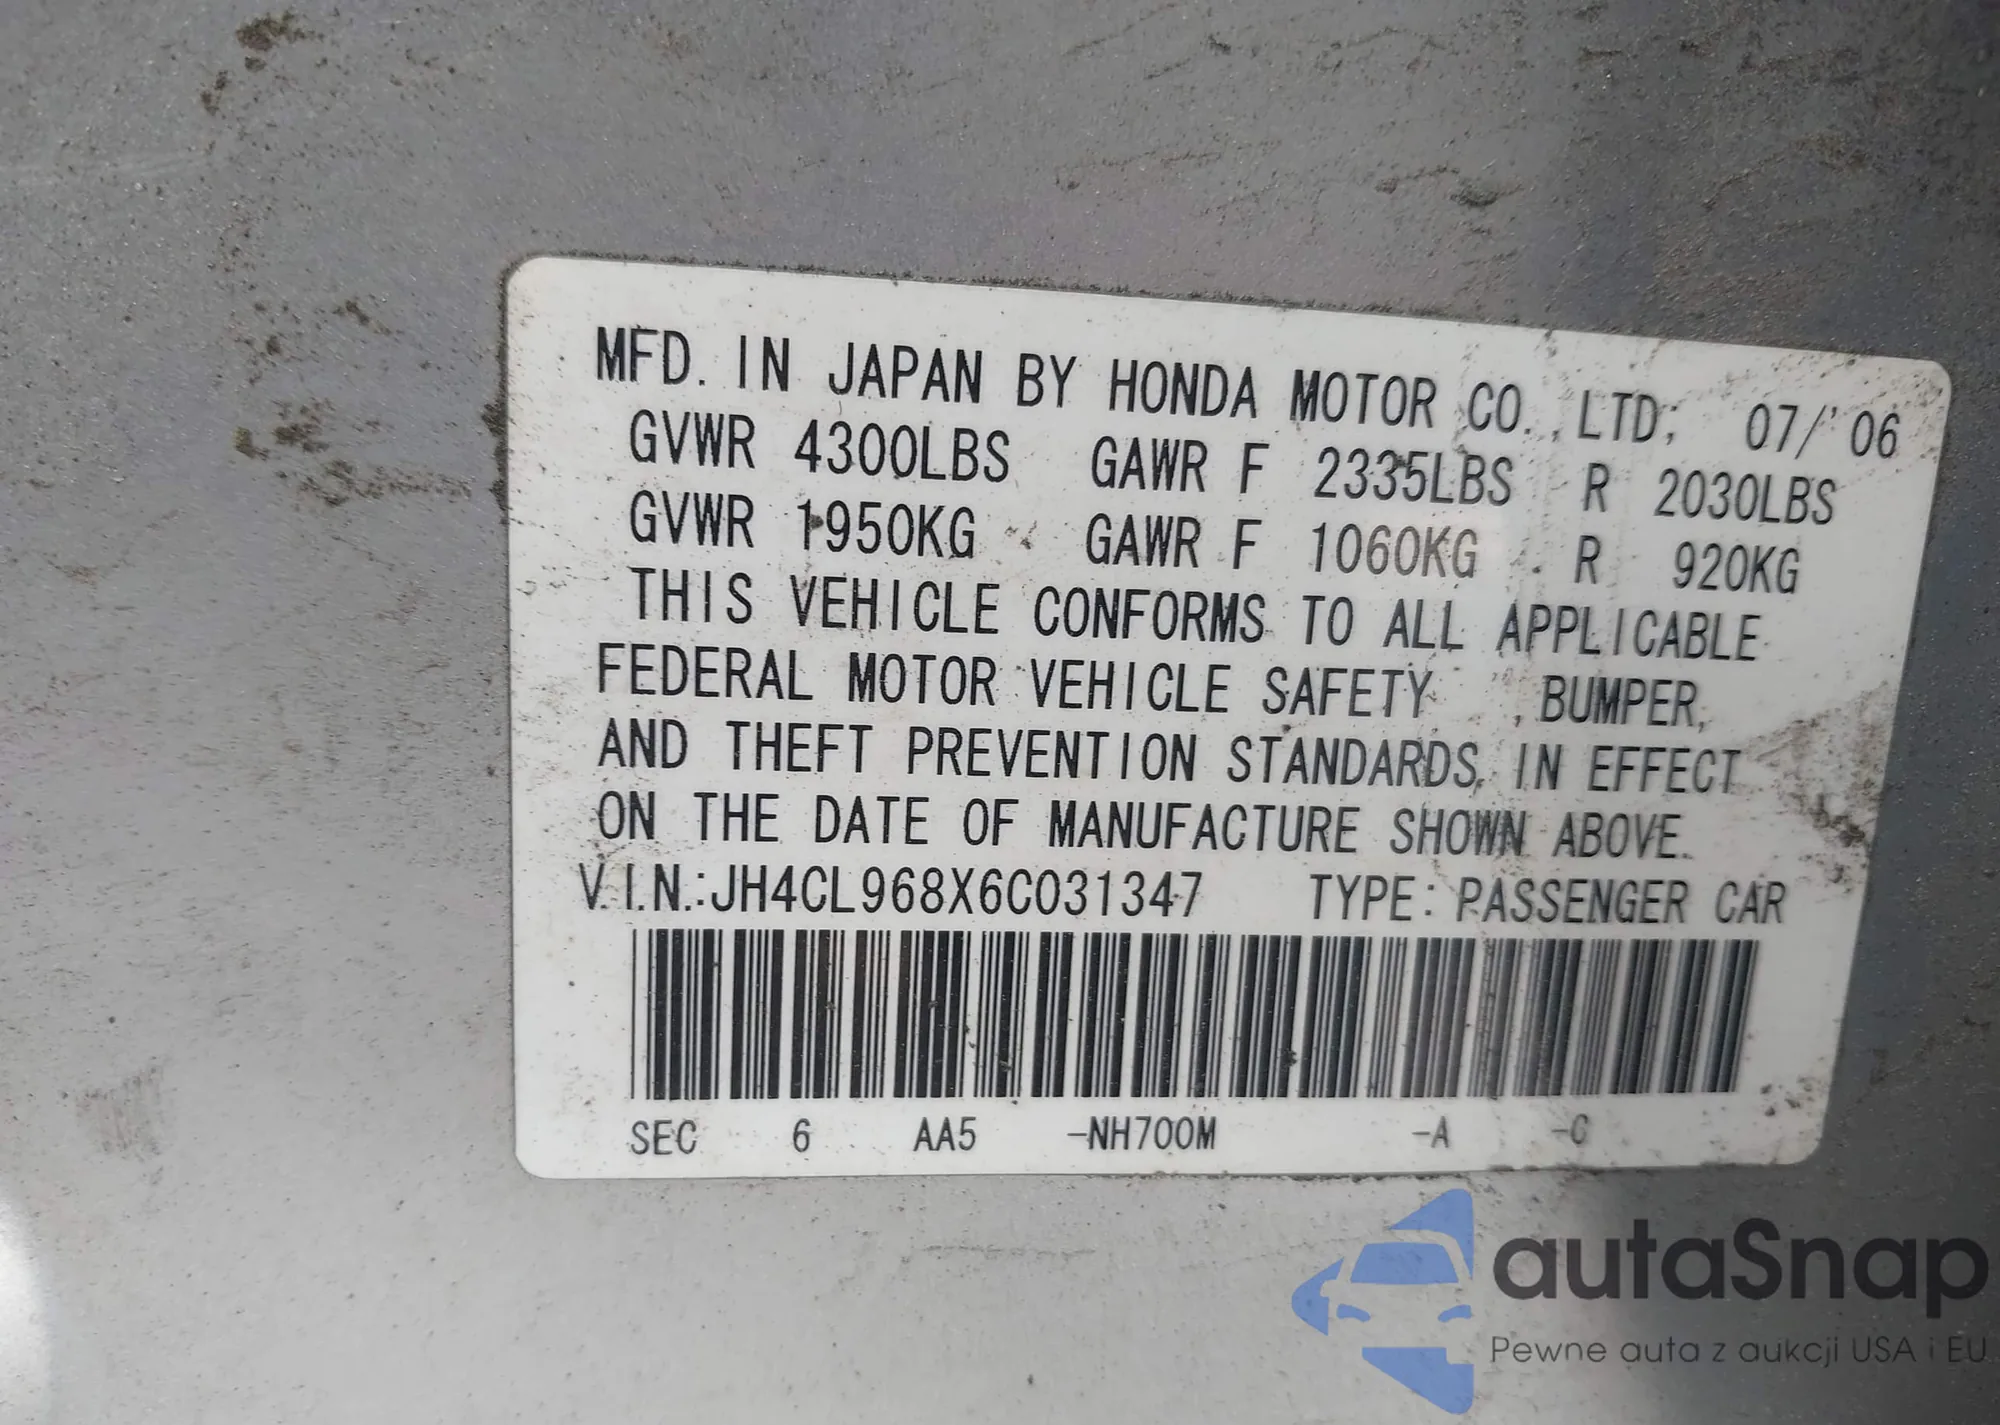 MFD. IN JAPAN BY HONDA MOTOR CO.,LTD; 07/'06
GVWR 4300LBS GAWR F 2335LBS R 2030LBS
GVWR 1950KG GAWR F 1060KG R 920KG
THIS VEHICLE CONFORMS TO ALL APPLICABLE
FEDERAL MOTOR VEHICLE SAFETY ,BUMPER,
AND THEFT PREVENTION STANDARDS IN EFFECT
ON THE DATE OF MANUFACTURE SHOWN ABOVE.
V.I.N.:JH4CL968X6C031347 TYPE: PASSENGER CAR
SEC 6 AA5 -NH700M -A -C
autaSnap
Pewne auta z aukcji USA i EU